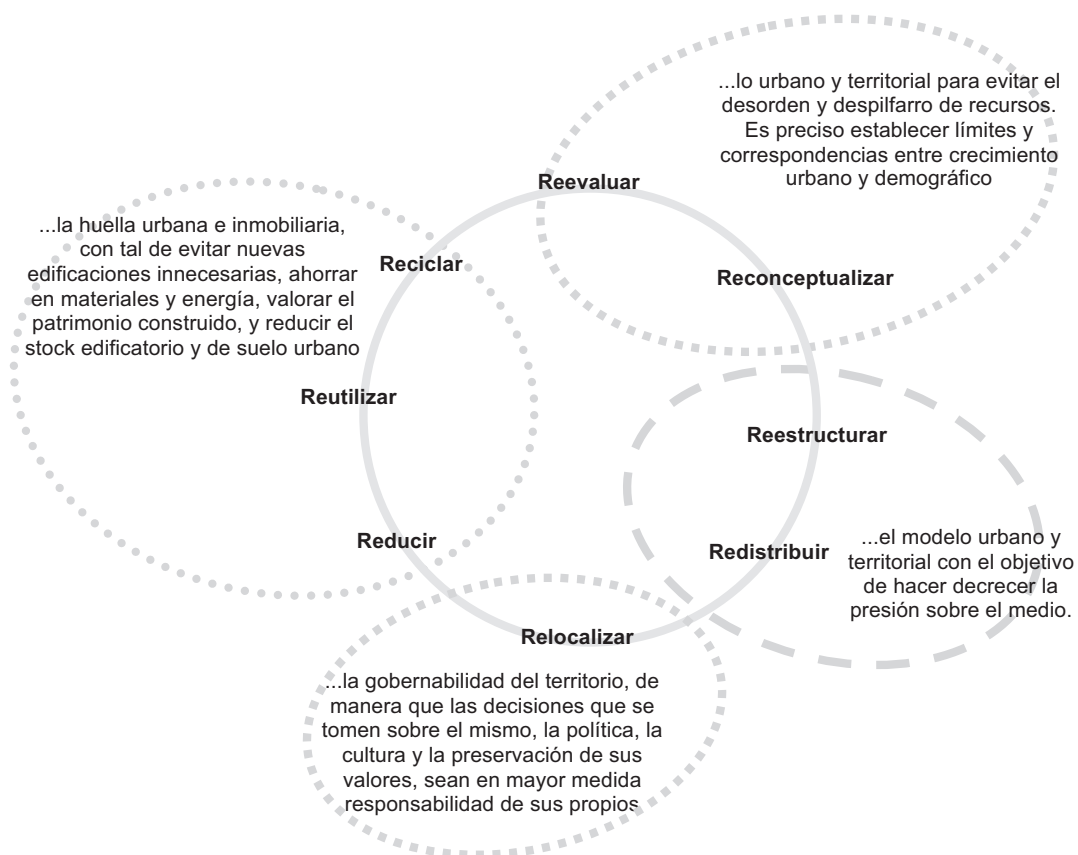 ...lo urbano y territorial para evitar el
desorden y despilfarro de recursos.
Es preciso establecer límites y
correspondencias entre crecimiento
urbano y demográfico
Reevaluar
Reconceptualizar
...la huella urbana e inmobiliaria,
con tal de evitar nuevas
edificaciones innecesarias, ahorrar
en materiales y energía, valorar el
patrimonio construido, y reducir el
stock edificatorio y de suelo urbano
Reciclar
Reutilizar
Reducir
Reestructurar
Redistribuir
...el modelo urbano y
territorial con el objetivo
de hacer decrecer la
presión sobre el medio.
Relocalizar
...la gobernabilidad del territorio, de
manera que las decisiones que se
tomen sobre el mismo, la política, la
cultura y la preservación de sus
valores, sean en mayor medida
responsabilidad de sus propios